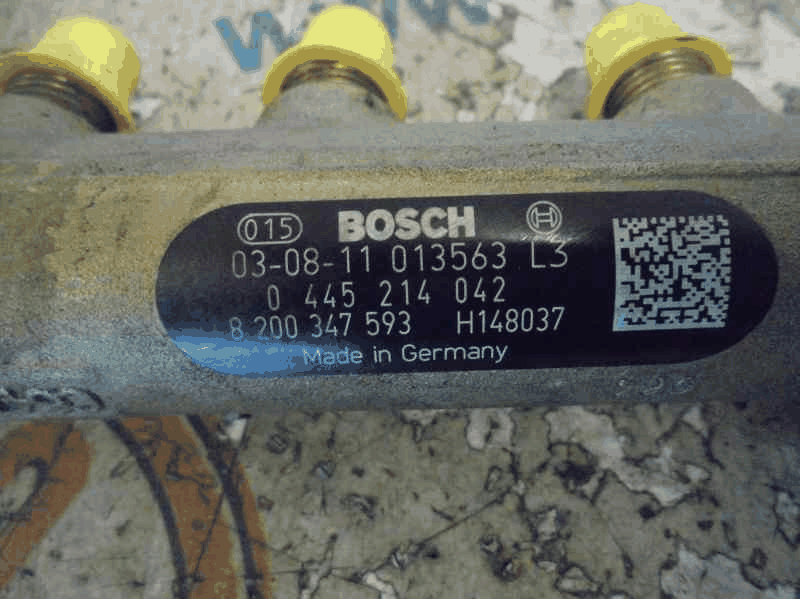 015 BOSCH H
03-08-11 013563 L3
0 445 214 042
8 200 347 593 H148037
Made in Germany